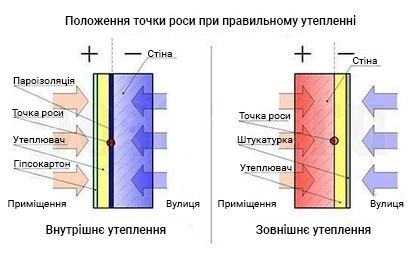 Положення точки роси при правильному утепленні
+ −
Стіна
Пароізоляція
Точка роси
Утеплювач
Гіпсокартон
Приміщення
Вулиця
Внутрішнє утеплення
+ −
Стіна
Точка роси
Штукатурка
Утеплювач
Приміщення
Вулиця
Зовнішнє утеплення